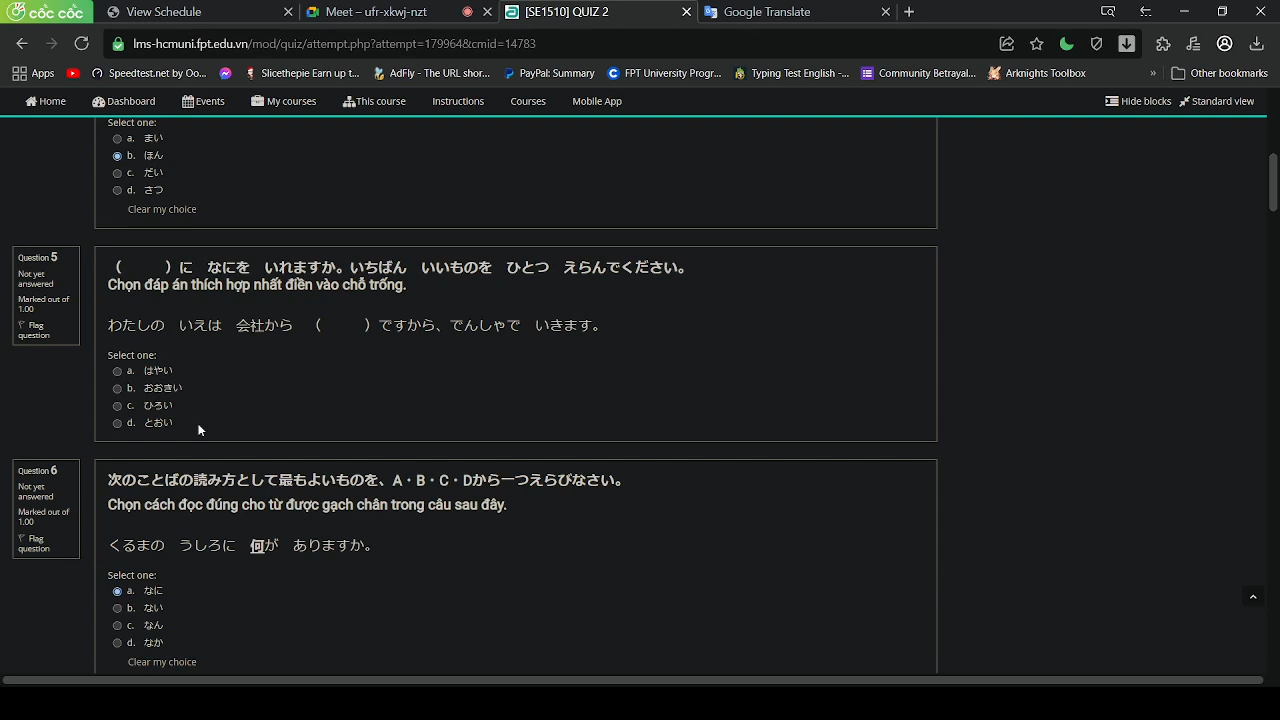 cốc cốc
View Schedule
Meet – ufr-xkwj-nzt
[SE1510] QUIZ 2
Google Translate
lms-hcmuni.fpt.edu.vn/mod/quiz/attempt.php?attempt=179964&cmid=14783
Apps
Speedtest.net by Oo...
Slicethepie Earn up t...
AdFly - The URL shor...
PayPal: Summary
FPT University Progr...
Typing Test English -...
Community Betrayal...
Arknights Toolbox
»
Other bookmarks
Home
Dashboard
Events
My courses
This course
Instructions
Courses
Mobile App
Hide blocks
Standard view
Select one:
a. まい
b. ほん
c. だい
d. さつ
Clear my choice
Question 5
Not yet
answered
Marked out of
1.00
Flag
question
（　　）に　なにを　いれますか。いちばん　いいものを　ひとつ　えらんでください。
Chọn đáp án thích hợp nhất điền vào chỗ trống.
わたしの　いえは　会社から　（　　）ですから、でんしゃで　いきます。
Select one:
a. はやい
b. おおきい
c. ひろい
d. とおい
Question 6
Not yet
answered
Marked out of
1.00
Flag
question
次のことばの読み方として最もよいものを、A・B・C・Dから一つえらびなさい。
Chọn cách đọc đúng cho từ được gạch chân trong câu sau đây.
くるまの　うしろに　何が　ありますか。
Select one:
a. なに
b. ない
c. なん
d. なか
Clear my choice